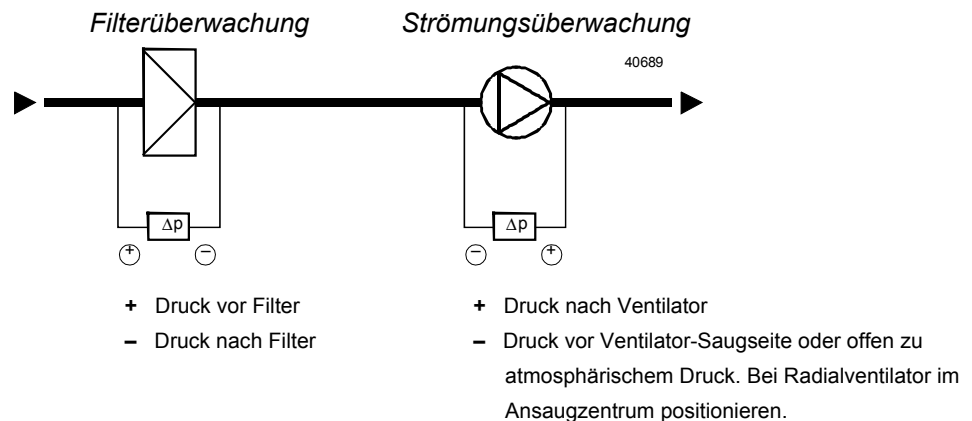 Filterüberwachung Strömungsüberwachung
40689
Δp Δp
+ − − +
+ Druck vor Filter
– Druck nach Filter
+ Druck nach Ventilator
– Druck vor Ventilator-Saugseite oder offen zu
atmosphärischem Druck. Bei Radialventilator im
Ansaugzentrum positionieren.